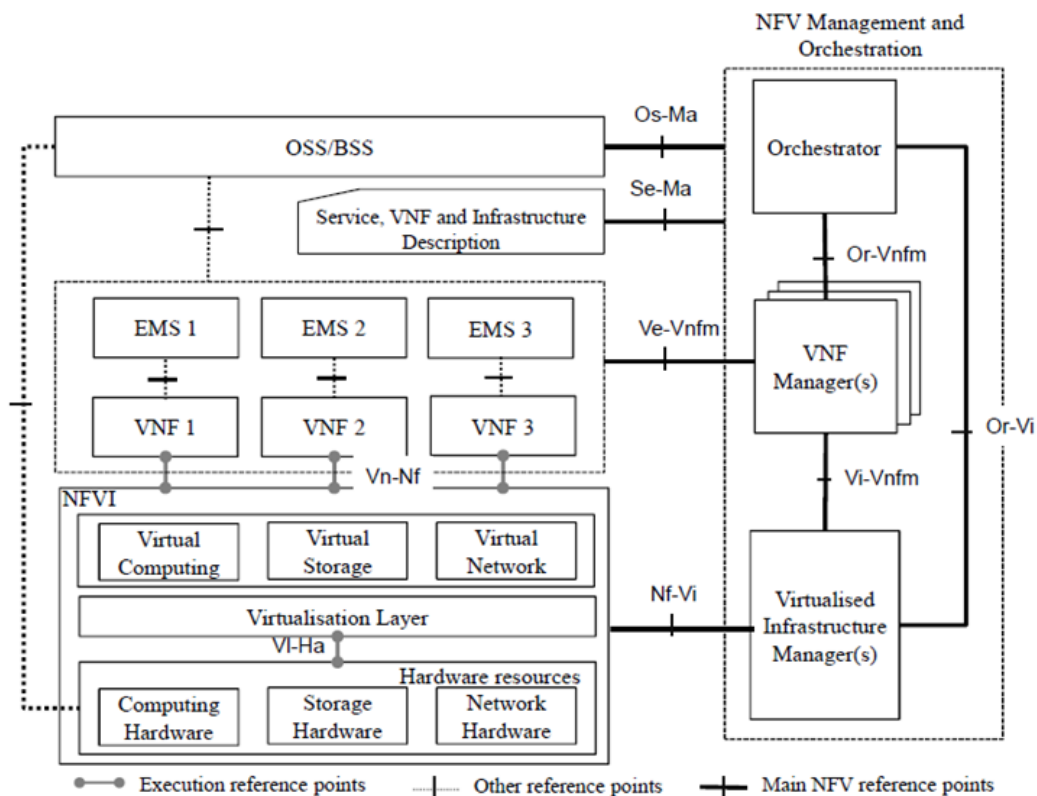 NFV Management and
Orchestration
Os-Ma
OSS/BSS
Orchestrator
Se-Ma
Service, VNF and Infrastructure
Description
Or-Vnfm
EMS 1
EMS 2
EMS 3
Ve-Vnfm
VNF
Manager(s)
VNF 1
VNF 2
VNF 3
Or-Vi
Vn-Nf
Vi-Vnfm
NFVI
Virtual
Computing
Virtual
Storage
Virtual
Network
Nf-Vi
Virtualised
Infrastructure
Manager(s)
Virtualisation Layer
Vl-Ha
Hardware resources
Computing
Hardware
Storage
Hardware
Network
Hardware
Execution reference points
Other reference points
Main NFV reference points